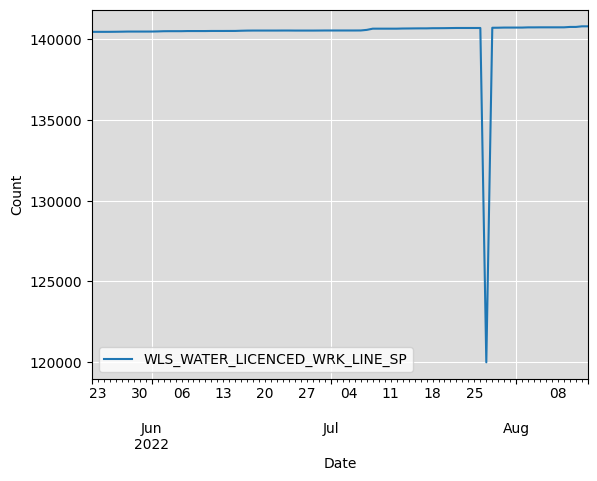 140000
135000
130000
125000
120000
Count
WLS_WATER_LICENCED_WRK_LINE_SP
23 30 06 13 20 27 04 11 18 25 08
Jun Jul Aug
2022
Date